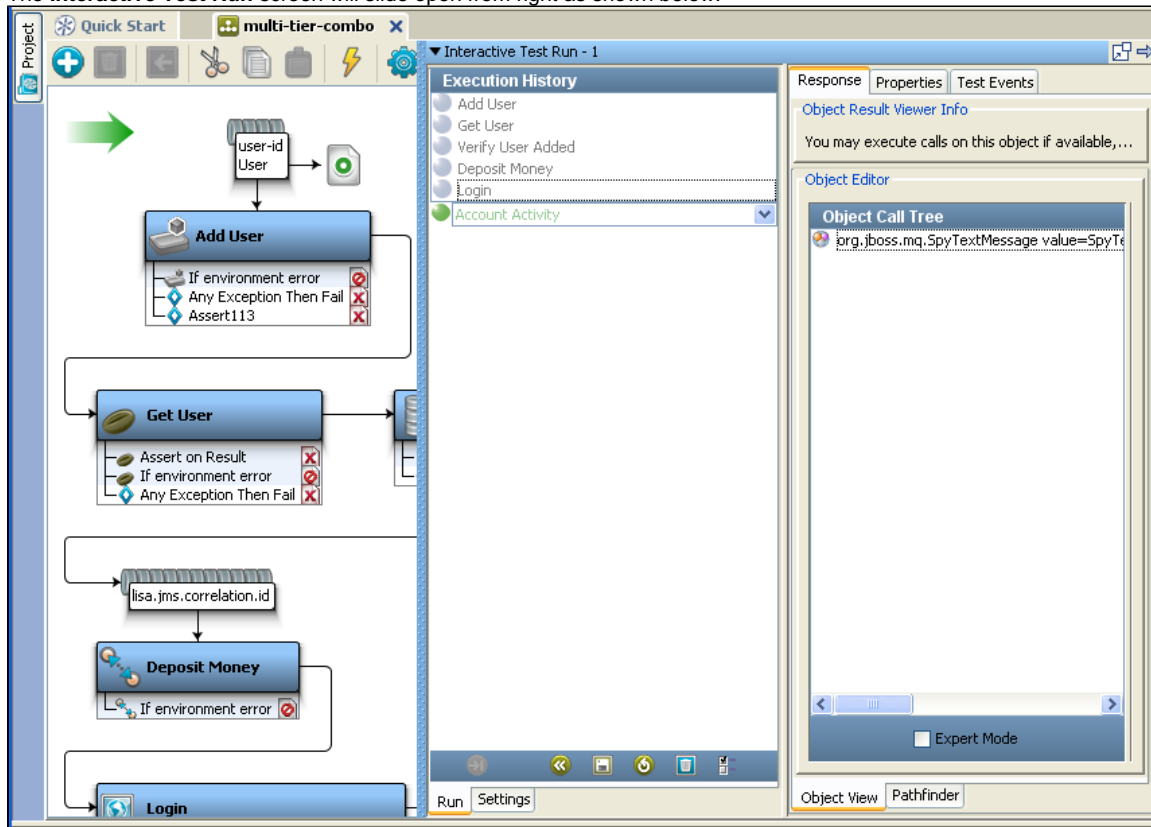 Project
Quick Start
multi-tier-combo
user-id
User
Add User
If environment error
Any Exception Then Fail
Assert113
Get User
Assert on Result
If environment error
Any Exception Then Fail
lisa.jms.correlation.id
Deposit Money
If environment error
Login
Interactive Test Run - 1
Execution History
Add User
Get User
Verify User Added
Deposit Money
Login
Account Activity
Run
Settings
Response
Properties
Test Events
Object Result Viewer Info
You may execute calls on this object if available,...
Object Editor
Object Call Tree
org.jboss.mq.SpyTextMessage value=SpyTe
Expert Mode
Object View
Pathfinder